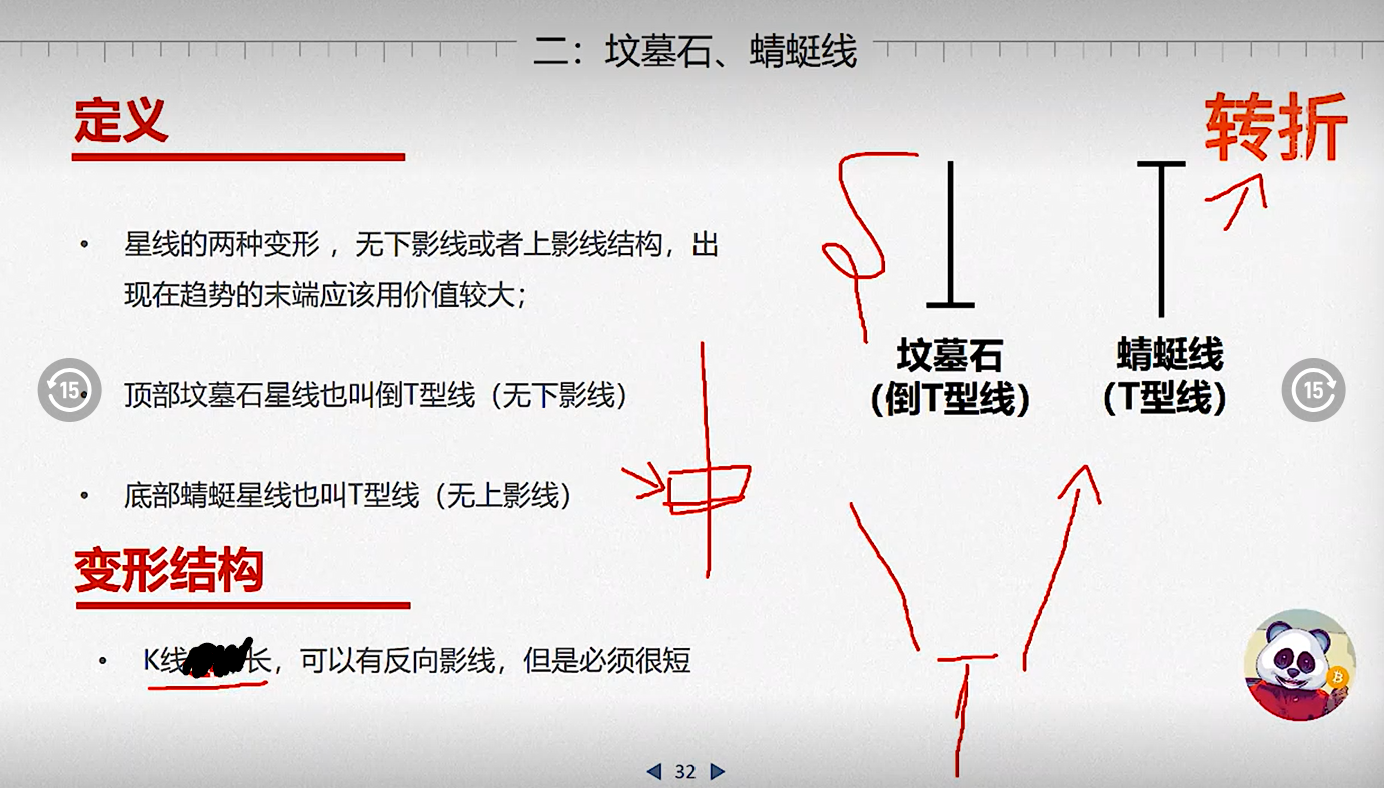 二：坟墓石、蜻蜓线
定义
转折
• 星线的两种变形 ，无下影线或者上影线结构，出
现在趋势的末端应该用价值较大；
坟墓石
（倒T型线）
蜻蜓线
（T型线）
15
• 顶部坟墓石星线也叫倒T型线（无下影线）
15
• 底部蜻蜓星线也叫T型线（无上影线）
变形结构
• K线长，可以有反向影线，但是必须很短
32